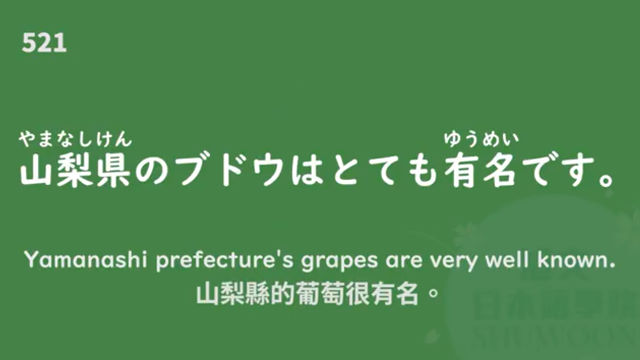 521
やまなしけん ゆうめい
山梨県のブドウはとても有名です。
Yamanashi prefecture's grapes are very well known.
山梨縣的葡萄很有名。
日本語學
SHUWOON